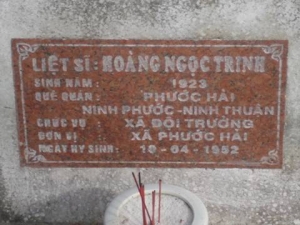 LIỆT SĨ : HOÀNG NGỌC TRINH
SINH NĂM : 1923
QUÊ QUÁN : PHƯỚC HẢI
NINH PHƯỚC-NINH THUẬN
CHỨC VỤ : XÃ ĐỘI TRƯỞNG
ĐƠN VỊ : XÃ PHƯỚC HẢI
NGÀY HY SINH : 19-04-1952